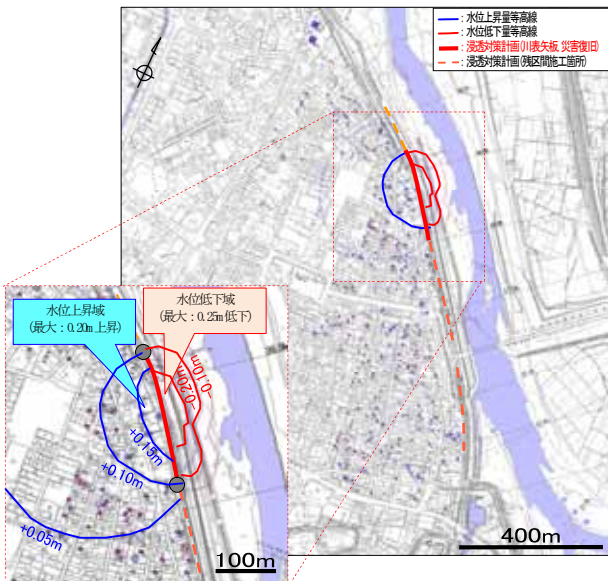 : 水位上昇量等高線
: 水位低下量等高線
: 浸透対策計画(川表矢板, 災害復旧)
: 浸透対策計画(残区間施工箇所)
水位上昇域
(最大：0.20m上昇)
水位低下域
(最大：0.25m低下)
-0.10m
-0.20m
+0.15m
+0.10m
+0.05m
100m
400m